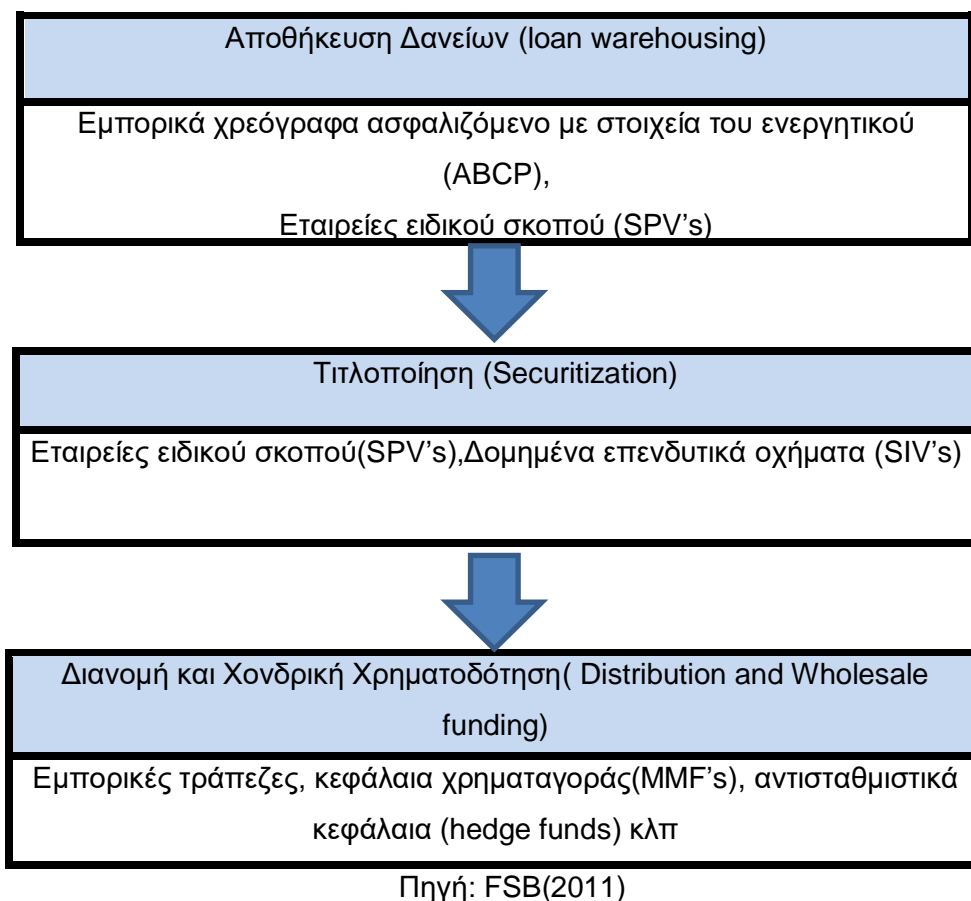 Αποθήκευση Δανείων (loan warehousing)
Εμπορικά χρεόγραφα ασφαλιζόμενο με στοιχεία του ενεργητικού
(ABCP),
Εταιρείες ειδικού σκοπού (SPV’s)
Τιτλοποίηση (Securitization)
Εταιρείες ειδικού σκοπού(SPV’s),Δομημένα επενδυτικά οχήματα (SIV’s)
Διανομή και Χονδρική Χρηματοδότηση( Distribution and Wholesale
funding)
Εμπορικές τράπεζες, κεφάλαια χρηματαγοράς(MMF’s), αντισταθμιστικά
κεφάλαια (hedge funds) κλπ
Πηγή: FSB(2011)